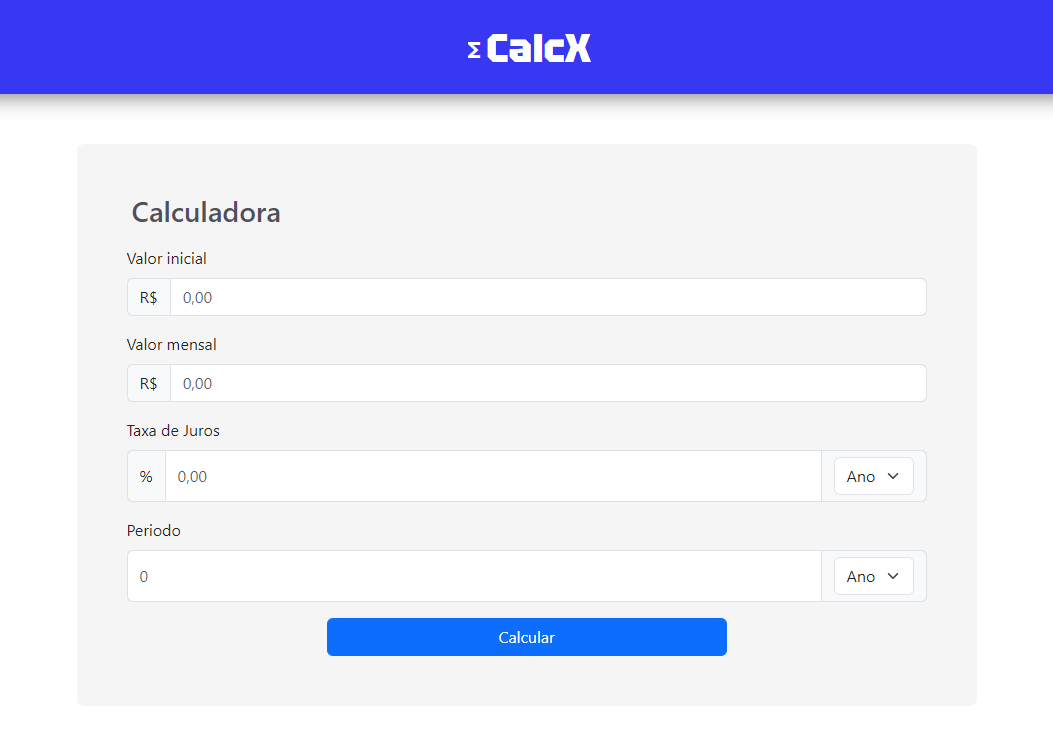 Σ CalcX
Calculadora
Valor inicial
R$ 0,00
Valor mensal
R$ 0,00
Taxa de Juros
% 0,00 Ano
Periodo
0 Ano
Calcular